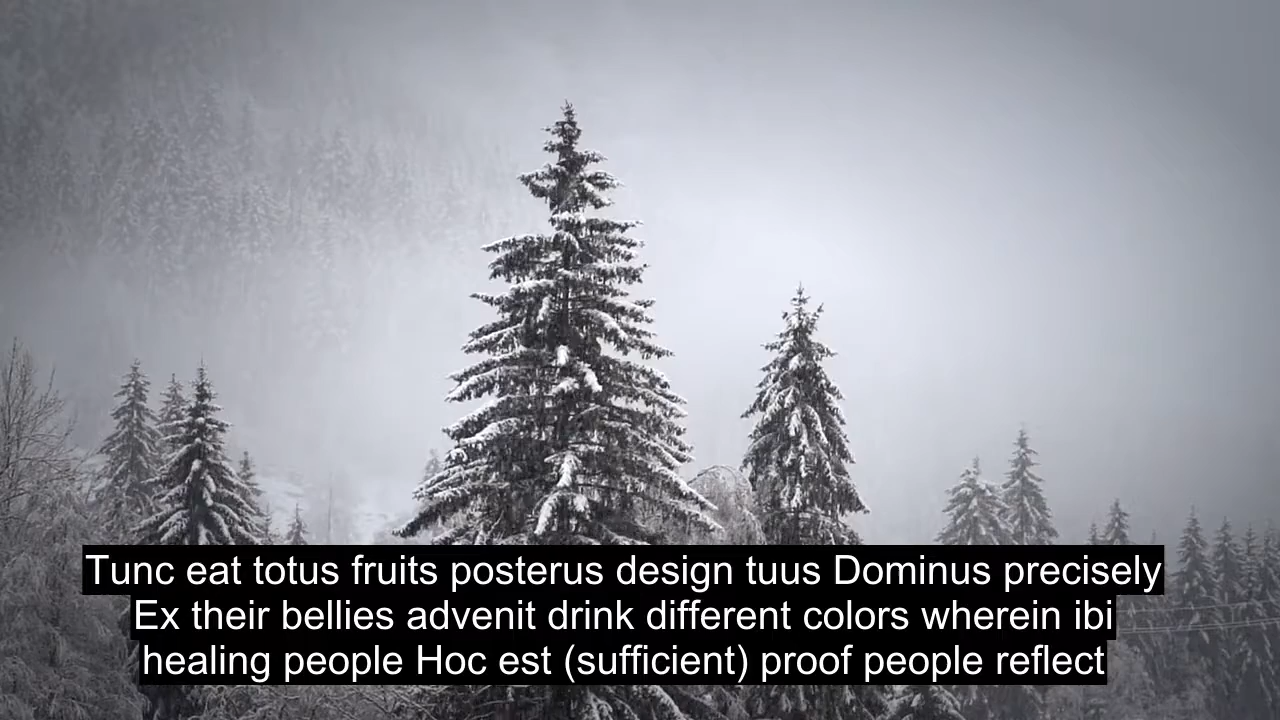 Tunc eat totus fruits posterus design tuus Dominus precisely
Ex their bellies advenit drink different colors wherein ibi
healing people Hoc est (sufficient) proof people reflect